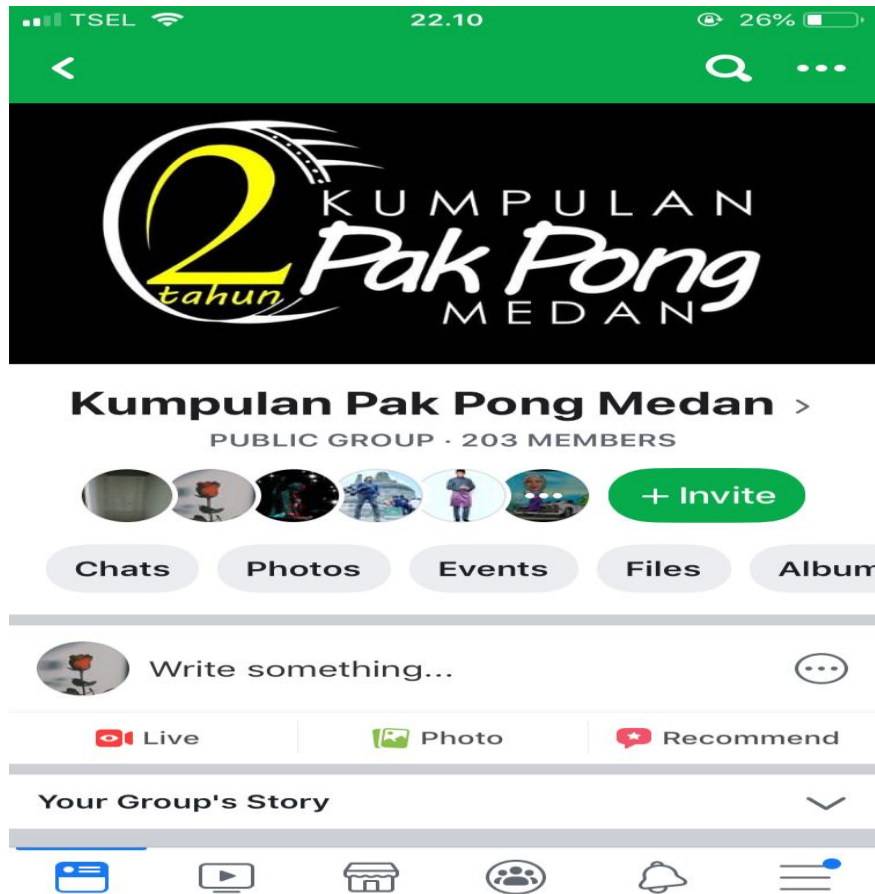 TSEL 22.10 26%
2 tahun
KUMPULAN
Pak Pong
MEDAN
Kumpulan Pak Pong Medan
PUBLIC GROUP · 203 MEMBERS
+ Invite
Chats Photos Events Files Album
Write something...
Live Photo Recommend
Your Group's Story